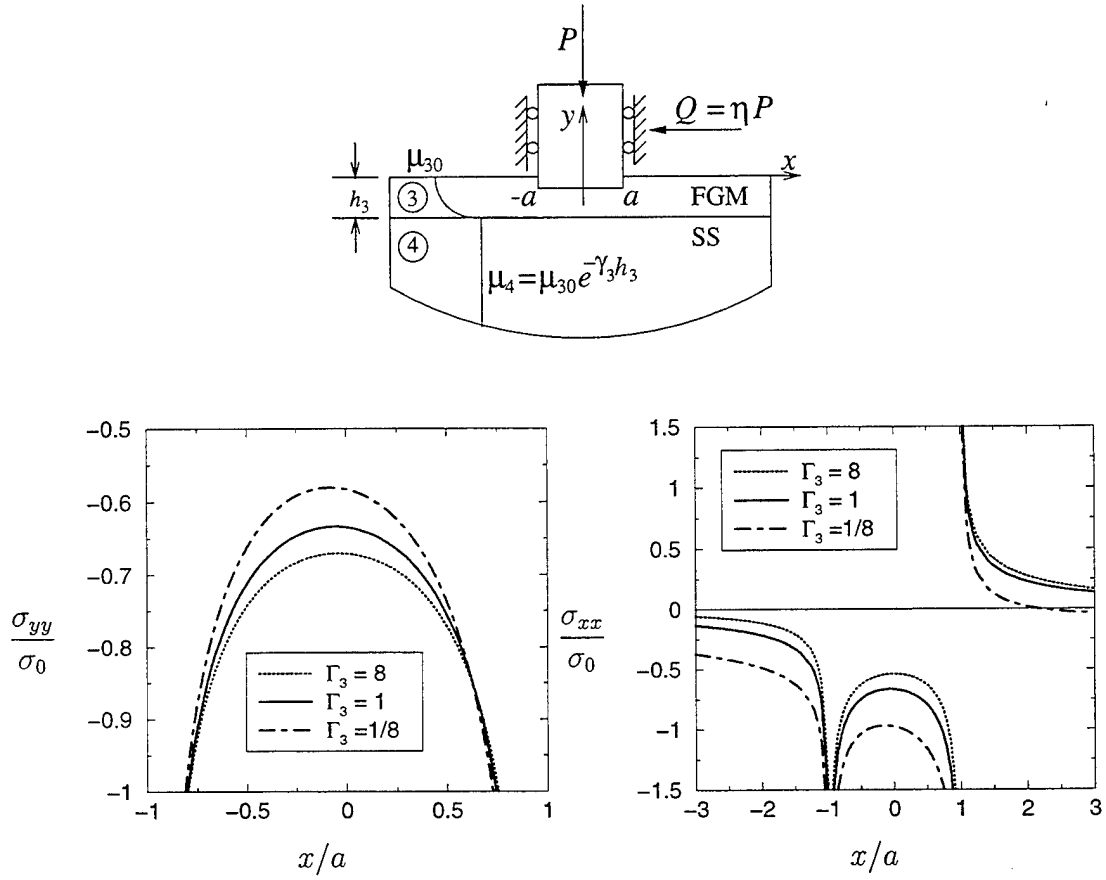 P
y
Q = ηP
μ₃₀
x
h₃
③
-a
a
FGM
④
SS
μ₄=μ₃₀e^{-γ₃h₃}
-0.5
-0.6
-0.7
-0.8
-0.9
-1
-1
-0.5
0
0.5
1
σ_yy
σ₀
Γ₃ = 8
Γ₃ = 1
Γ₃ =1/8
x/a
1.5
1
0.5
0
-0.5
-1
-1.5
-3
-2
-1
0
1
2
3
σ_xx
σ₀
Γ₃ = 8
Γ₃ = 1
Γ₃ =1/8
x/a